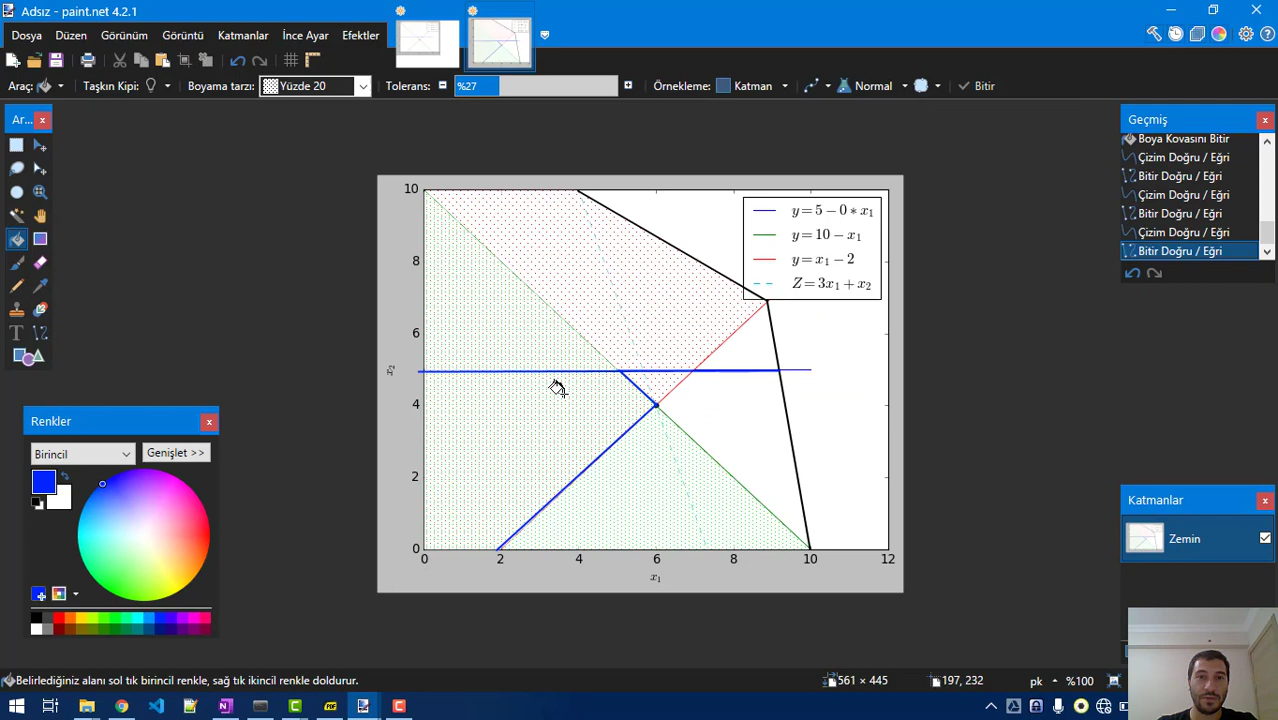 Adsız - paint.net 4.2.1
Dosya Düzen Görünüm Görüntü Katmanlar İnce Ayar Efektler
Araç: Taşkın Kipi: Boyama tarzı: Yüzde 20 Tolerans: %27 Örnekleme: Katman Normal Bitir
Ar...
Geçmiş
Boya Kovasını Bitir
Çizim Doğru / Eğri
Bitir Doğru / Eğri
Çizim Doğru / Eğri
Bitir Doğru / Eğri
Çizim Doğru / Eğri
Bitir Doğru / Eğri
10
8
6
4
2
0
x₂
y = 5 − 0 * x₁
y = 10 − x₁
y = x₁ − 2
Z = 3x₁ + x₂
0 2 4 6 8 10 12
x₁
Renkler
Birincil Genişlet >>
Katmanlar
Zemin
Belirlediğiniz alanı sol tık birincil renkle, sağ tık ikincil renkle doldurur. 561 × 445 197, 232 pk %100